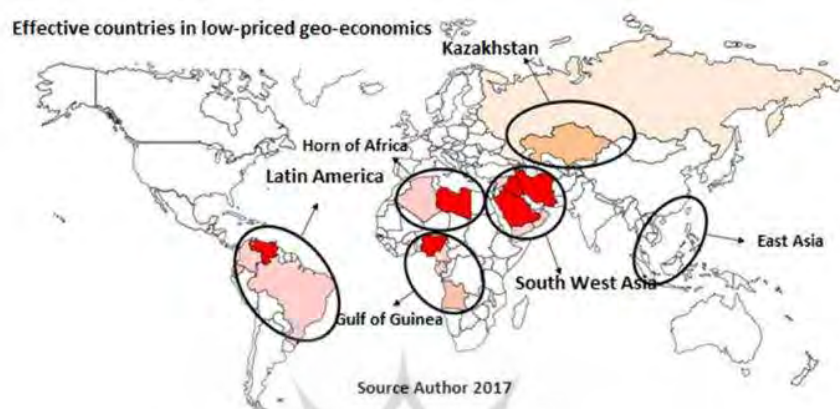 Effective countries in low-priced geo-economics
Kazakhstan
Horn of Africa
Latin America
East Asia
South West Asia
Gulf of Guinea
Source Author 2017